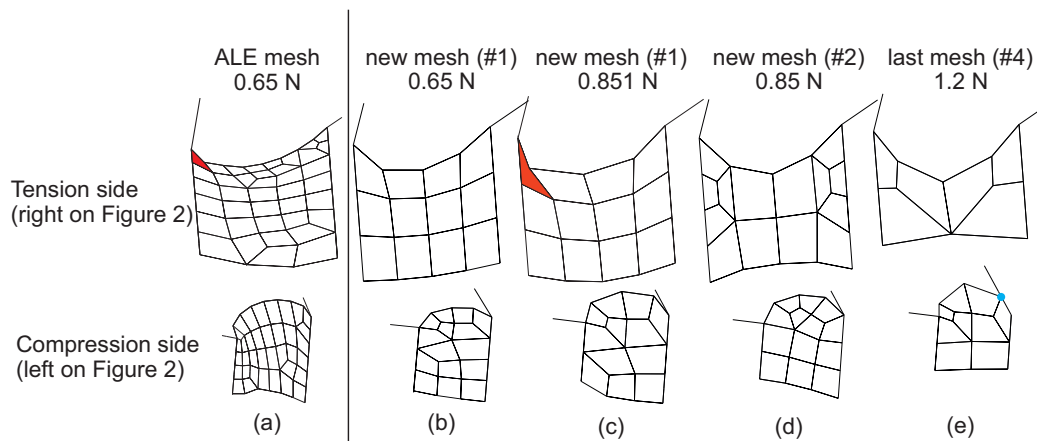 ALE mesh
0.65 N
new mesh (#1)
0.65 N
new mesh (#1)
0.851 N
new mesh (#2)
0.85 N
last mesh (#4)
1.2 N
Tension side
(right on Figure 2)
Compression side
(left on Figure 2)
(a)
(b)
(c)
(d)
(e)